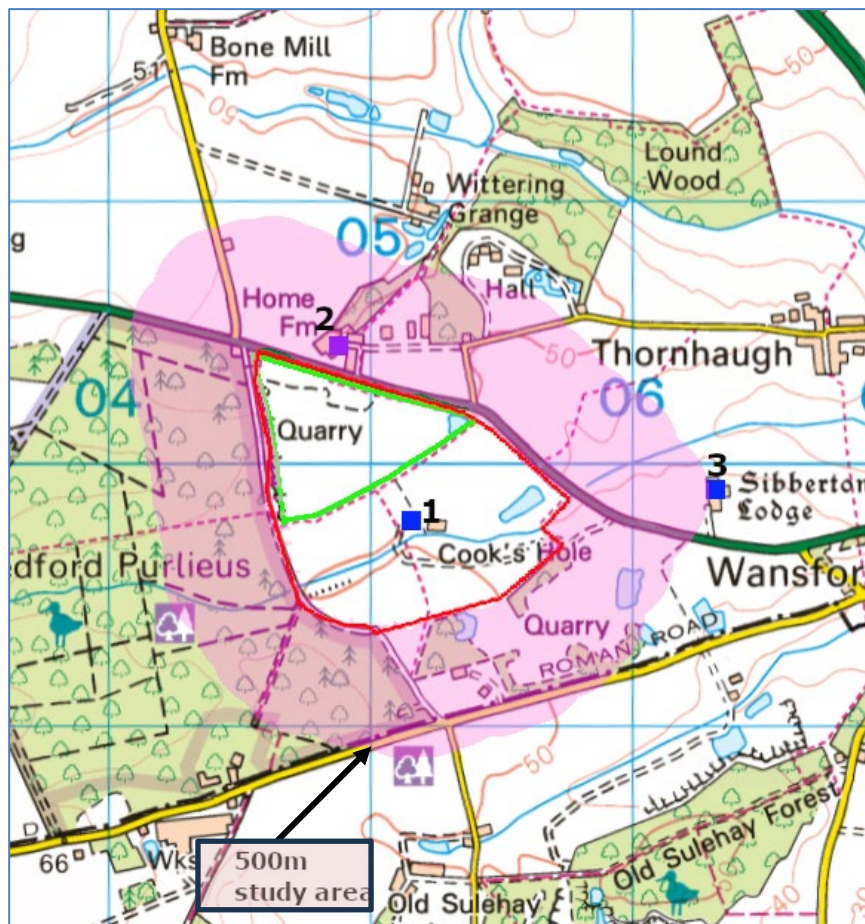 Bone Mill
Fm
51
50
50
Lound
Wood
Wittering
Grange
05
g
Home
Fm
2
Hall
50
Thornhaugh
04
06
Quarry
3
Sibberton
Lodge
1
Cook's Hole
edford Purlieus
Wansfor
Quarry
ROMAN ROAD
50
D
66
Wks
500m
study area
Old Sulehay
Old Sulehay Forest
40